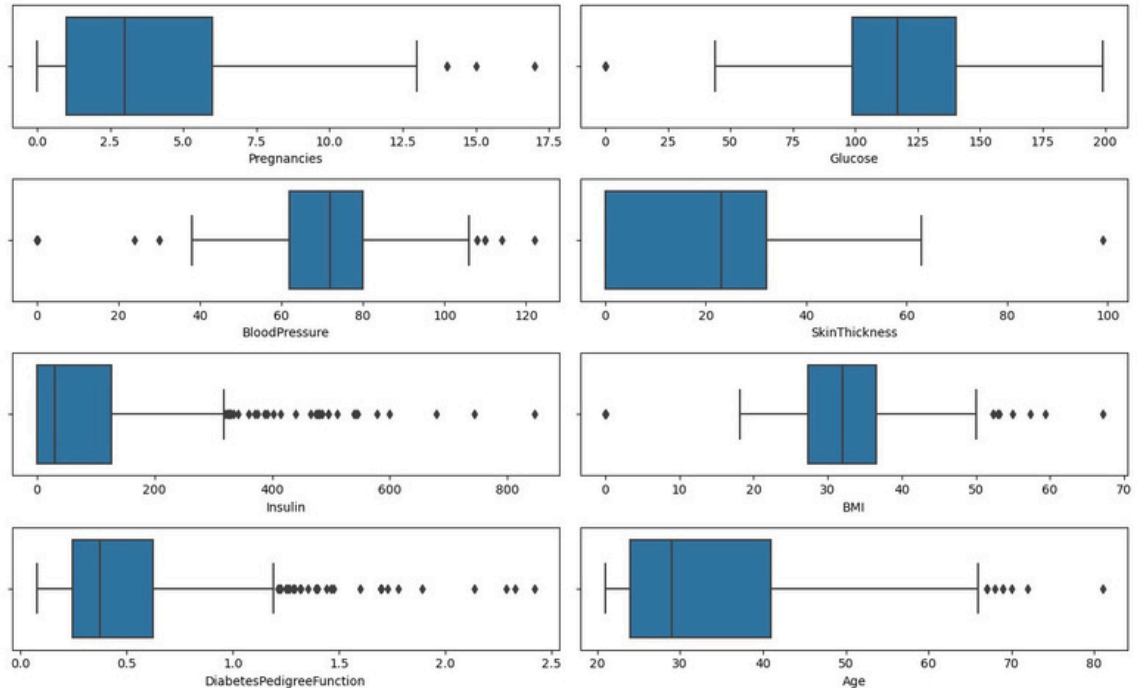 0.0 2.5 5.0 7.5 10.0 12.5 15.0 17.5
Pregnancies
0 25 50 75 100 125 150 175 200
Glucose
0 20 40 60 80 100 120
BloodPressure
0 20 40 60 80 100
SkinThickness
0 200 400 600 800
Insulin
0 10 20 30 40 50 60 70
BMI
0.0 0.5 1.0 1.5 2.0 2.5
DiabetesPedigreeFunction
20 30 40 50 60 70 80
Age